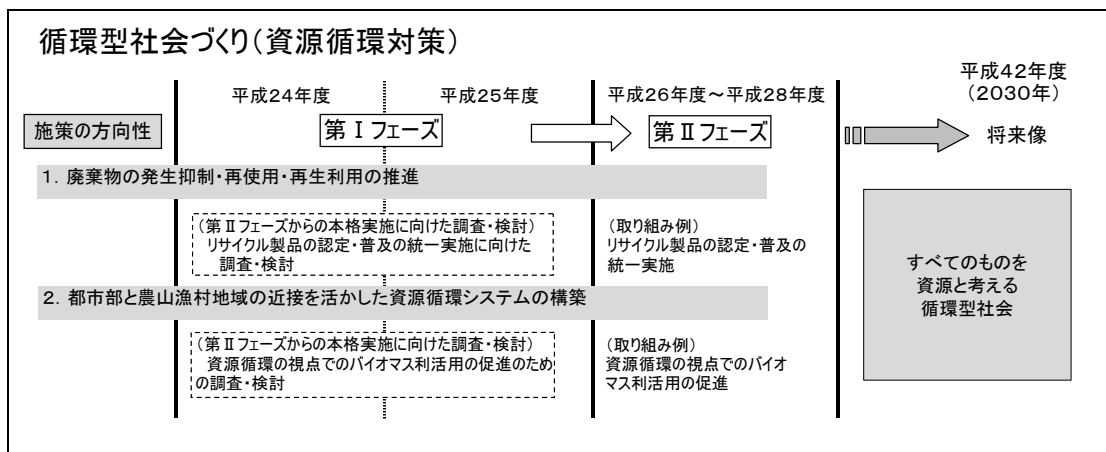 循環型社会づくり(資源循環対策)
平成24年度
平成25年度
平成26年度～平成28年度
平成42年度
(2030年)
施策の方向性
第Ⅰフェーズ
第Ⅱフェーズ
将来像
1. 廃棄物の発生抑制・再使用・再生利用の推進
(第Ⅱフェーズからの本格実施に向けた調査・検討)
リサイクル製品の認定・普及の統一実施に向けた
調査・検討
(取り組み例)
リサイクル製品の認定・普及の
統一実施
2. 都市部と農山漁村地域の近接を活かした資源循環システムの構築
(第Ⅱフェーズからの本格実施に向けた調査・検討)
資源循環の視点でのバイオマス利活用の促進のため
の調査・検討
(取り組み例)
資源循環の視点でのバイオ
マス利活用の促進
すべてのものを
資源と考える
循環型社会